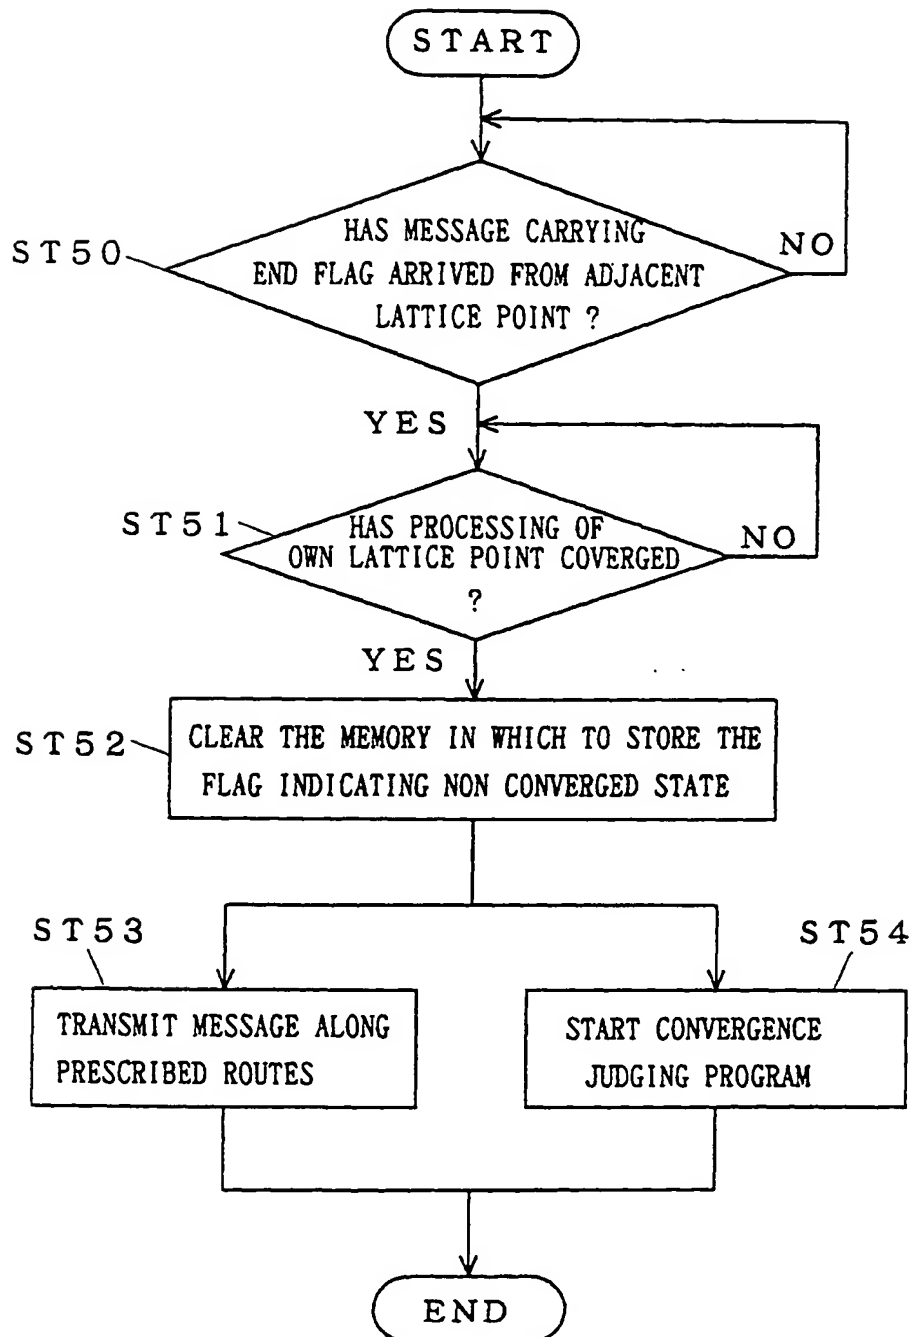 START
ST50
HAS MESSAGE CARRYING
END FLAG ARRIVED FROM ADJACENT
LATTICE POINT ?
NO
YES
ST51
HAS PROCESSING OF
OWN LATTICE POINT COVERGED
?
NO
YES
ST52
CLEAR THE MEMORY IN WHICH TO STORE THE
FLAG INDICATING NON CONVERGED STATE
ST53
TRANSMIT MESSAGE ALONG
PRESCRIBED ROUTES
ST54
START CONVERGENCE
JUDGING PROGRAM
END